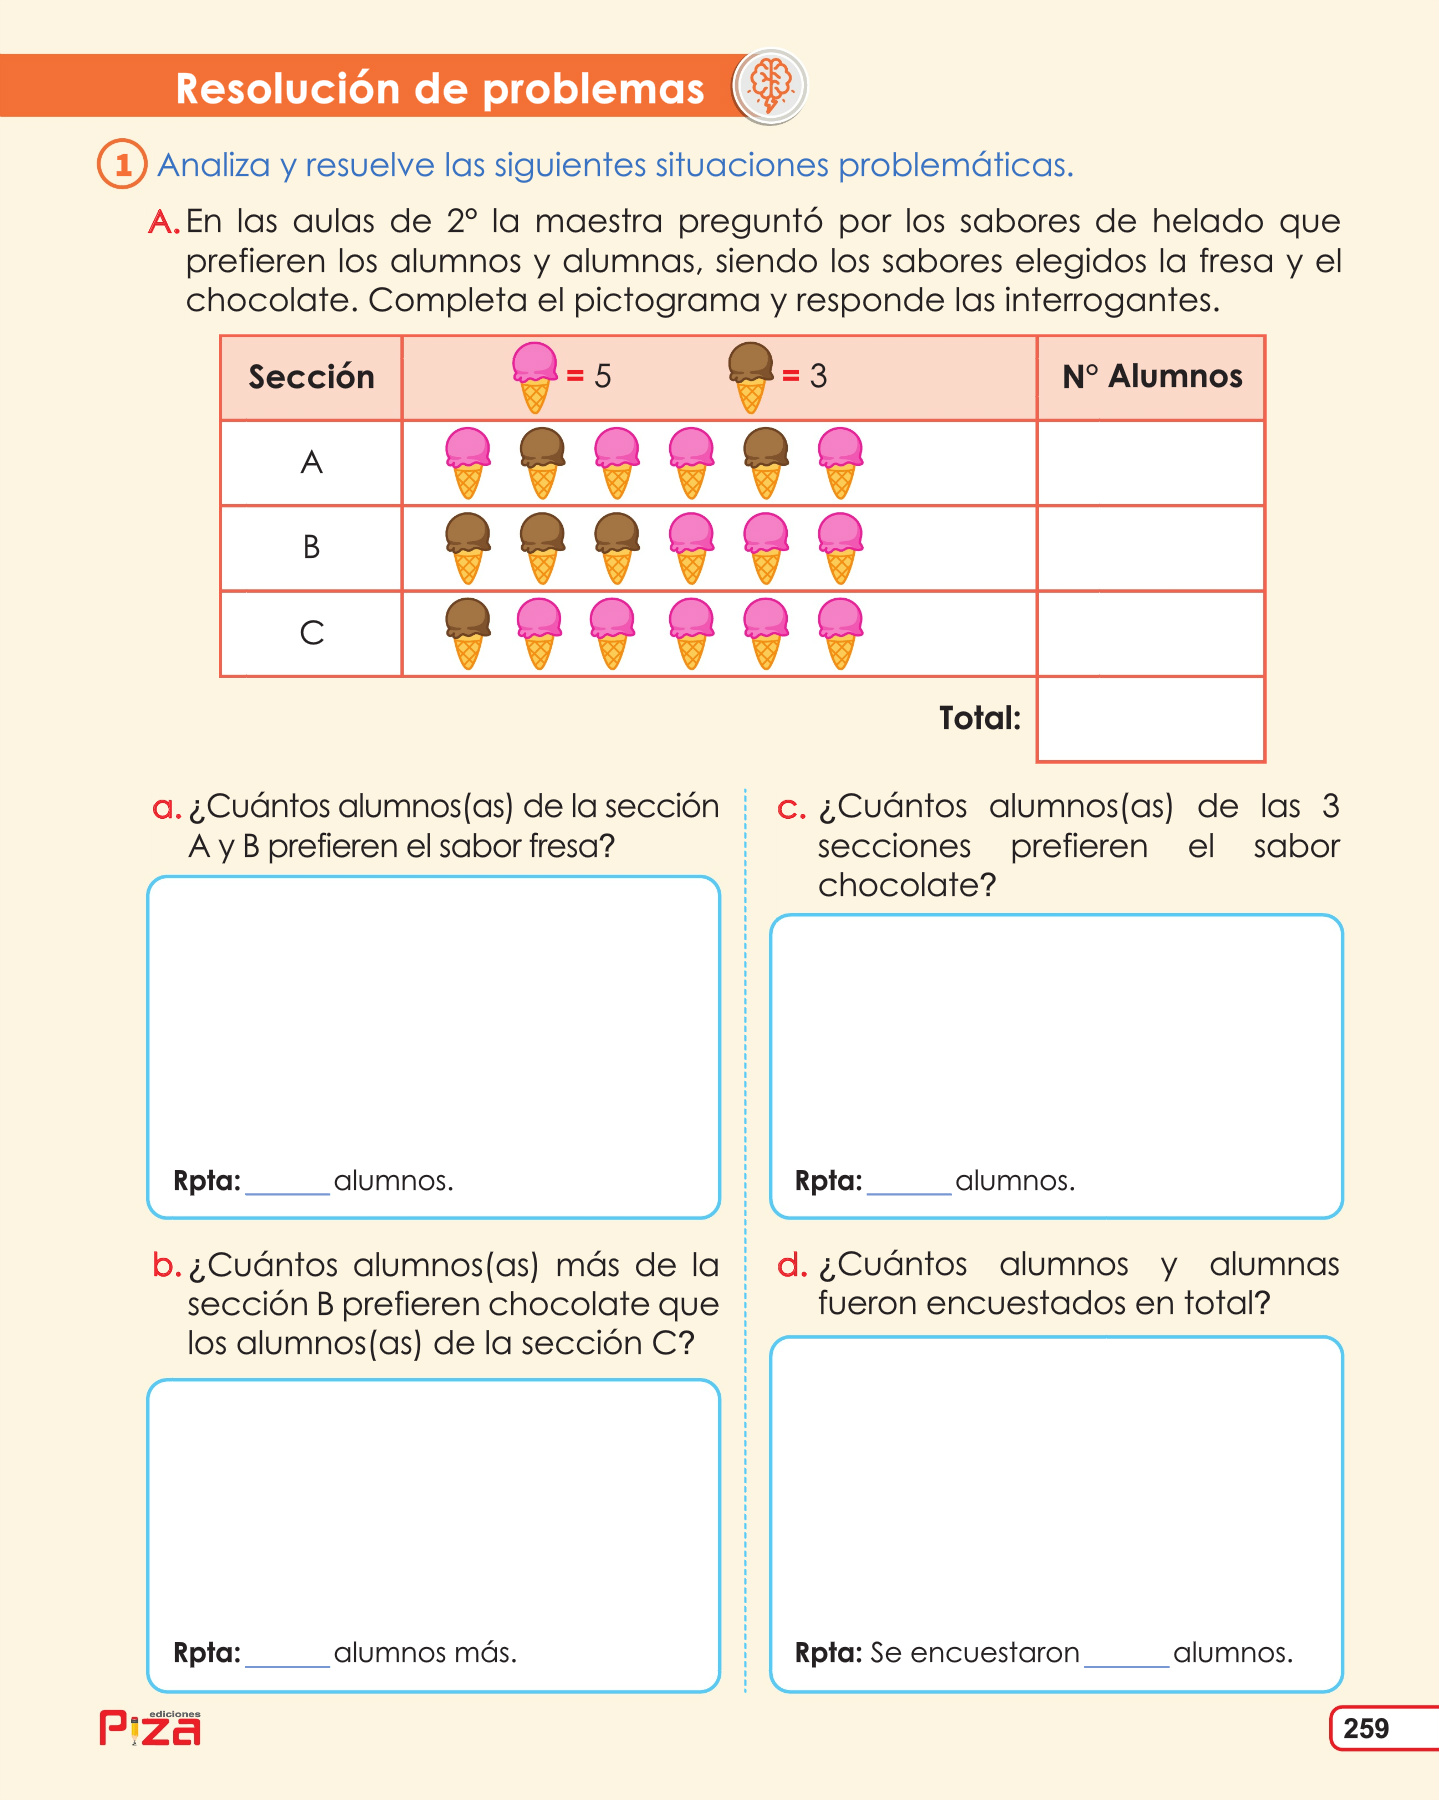 Resolución de problemas
1 Analiza y resuelve las siguientes situaciones problemáticas.
A. En las aulas de 2° la maestra preguntó por los sabores de helado que
prefieren los alumnos y alumnas, siendo los sabores elegidos la fresa y el
chocolate. Completa el pictograma y responde las interrogantes.
Sección = 5 = 3 N° Alumnos
A
B
C
Total:
a. ¿Cuántos alumnos(as) de la sección
A y B prefieren el sabor fresa?
Rpta: ______ alumnos.
b. ¿Cuántos alumnos(as) más de la
sección B prefieren chocolate que
los alumnos(as) de la sección C?
Rpta: ______ alumnos más.
c. ¿Cuántos alumnos(as) de las 3
secciones prefieren el sabor
chocolate?
Rpta: ______ alumnos.
d. ¿Cuántos alumnos y alumnas
fueron encuestados en total?
Rpta: Se encuestaron ______ alumnos.
ediciones
Piza
259